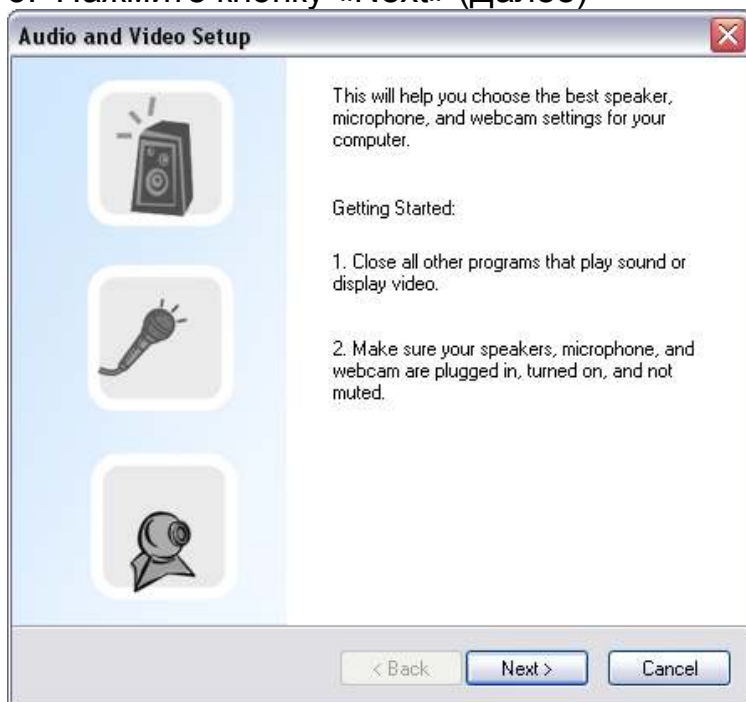 3. Нажмите кнопку «Next» (Далее)
Audio and Video Setup
This will help you choose the best speaker,
microphone, and webcam settings for your
computer.
Getting Started:
1. Close all other programs that play sound or
display video.
2. Make sure your speakers, microphone, and
webcam are plugged in, turned on, and not
muted.
< Back
Next >
Cancel